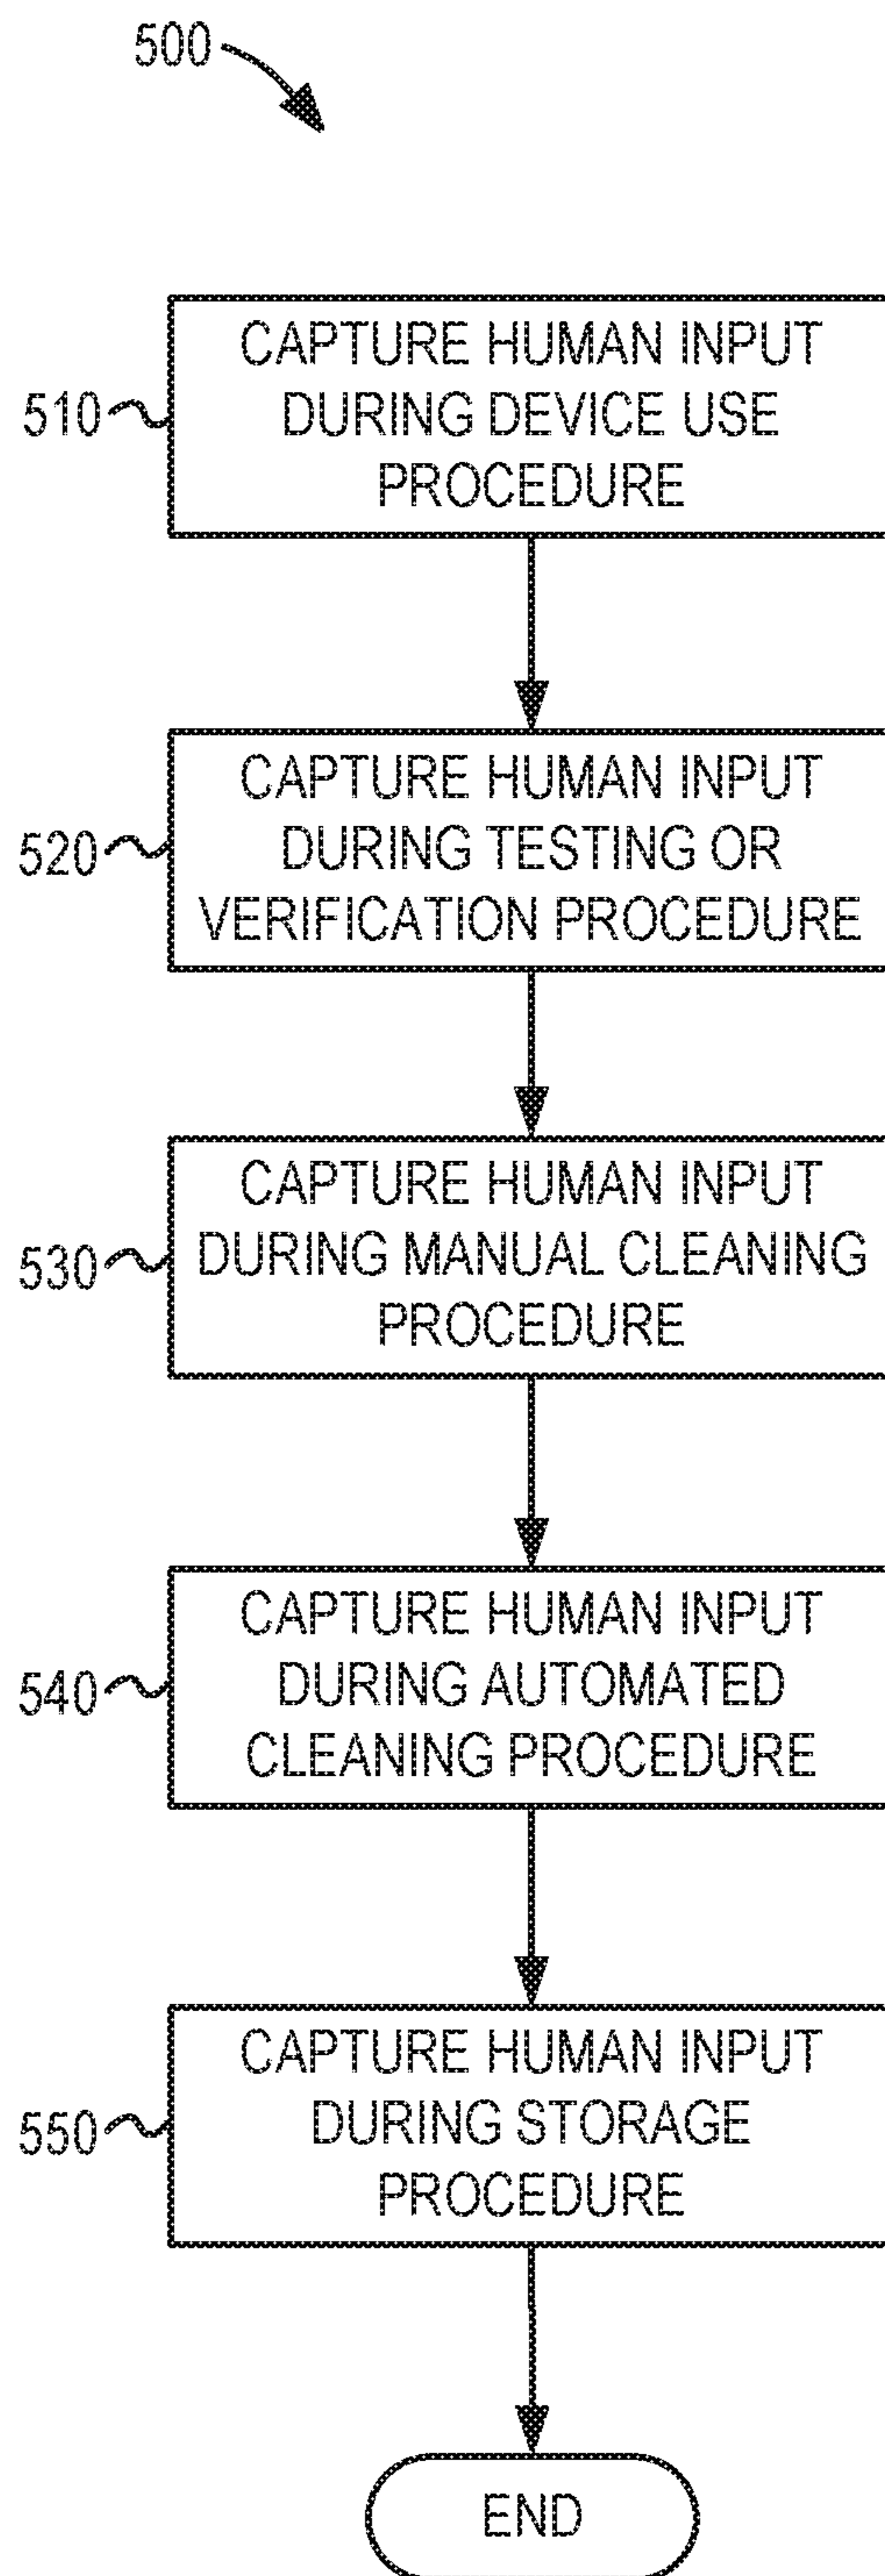 500
510
CAPTURE HUMAN INPUT
DURING DEVICE USE
PROCEDURE
520
CAPTURE HUMAN INPUT
DURING TESTING OR
VERIFICATION PROCEDURE
530
CAPTURE HUMAN INPUT
DURING MANUAL CLEANING
PROCEDURE
540
CAPTURE HUMAN INPUT
DURING AUTOMATED
CLEANING PROCEDURE
550
CAPTURE HUMAN INPUT
DURING STORAGE
PROCEDURE
END